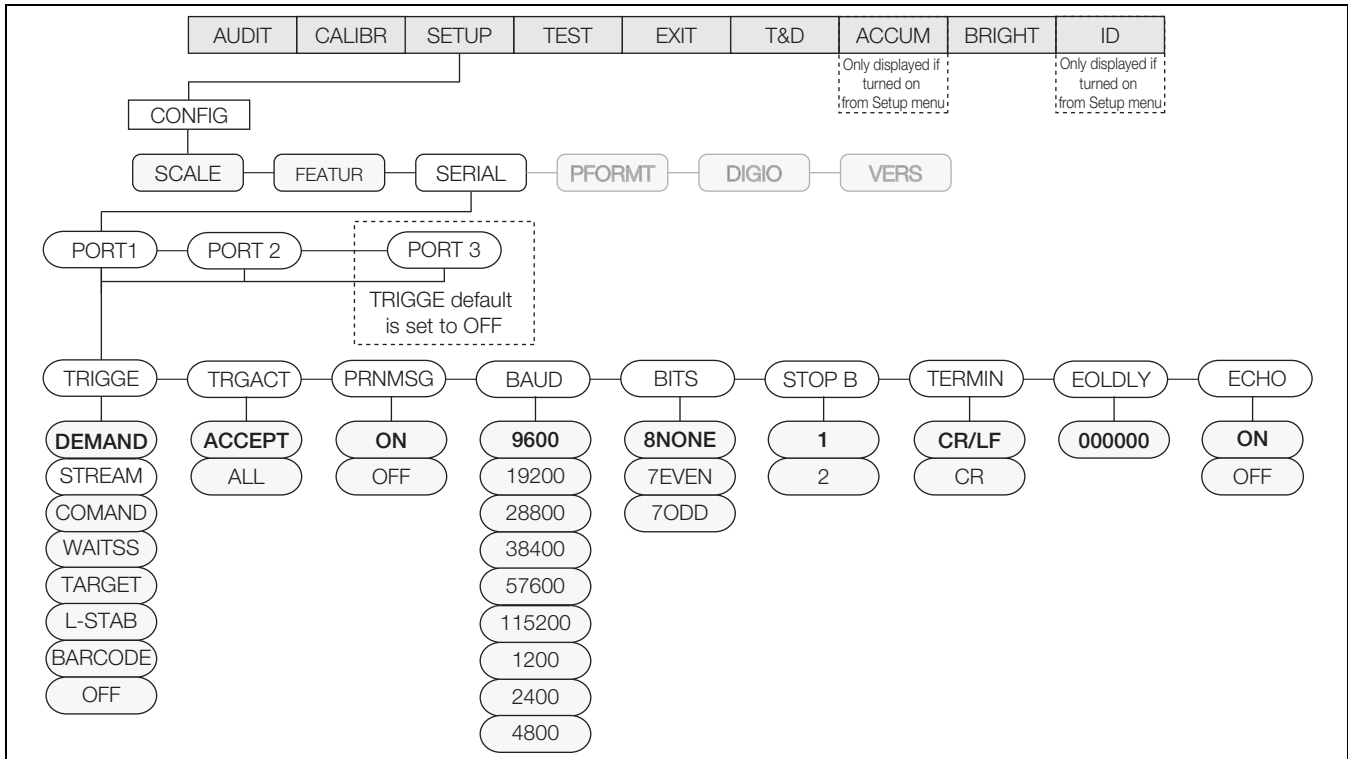 AUDIT CALIBR SETUP TEST EXIT T&D ACCUM BRIGHT ID
Only displayed if
turned on
from Setup menu
Only displayed if
turned on
from Setup menu
CONFIG
SCALE FEATUR SERIAL PFORMT DIGIO VERS
PORT1 PORT 2 PORT 3
TRIGGE default
is set to OFF
TRIGGE TRGACT PRNMSG BAUD BITS STOP B TERMIN EOLDLY ECHO
DEMAND ACCEPT ON 9600 8NONE 1 CR/LF 000000 ON
STREAM ALL OFF 19200 7EVEN 2 CR OFF
COMAND 28800 7ODD
WAITSS 38400
TARGET 57600
L-STAB 115200
BARCODE 1200
OFF 2400
4800